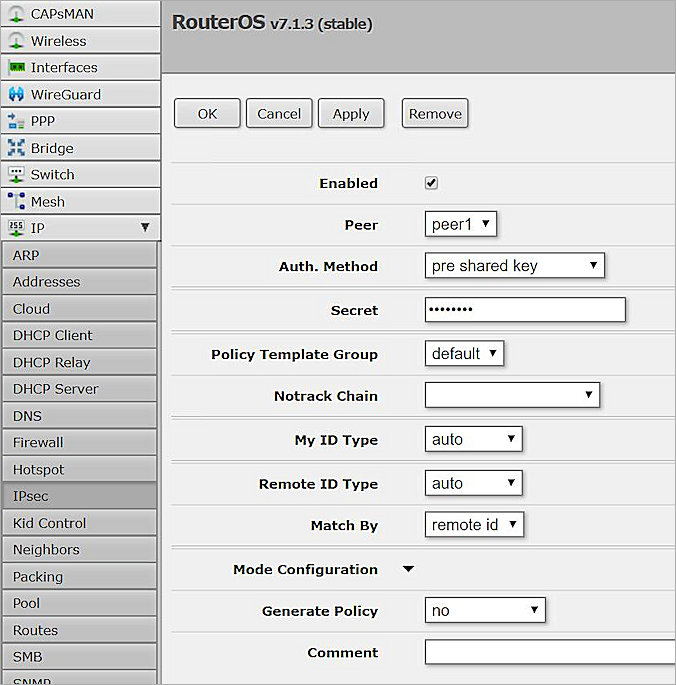 CAPsMAN
Wireless
Interfaces
WireGuard
PPP
Bridge
Switch
Mesh
255 IP
ARP
Addresses
Cloud
DHCP Client
DHCP Relay
DHCP Server
DNS
Firewall
Hotspot
IPsec
Kid Control
Neighbors
Packing
Pool
Routes
SMB
SNMP
RouterOS v7.1.3 (stable)
OK Cancel Apply Remove
Enabled
Peer peer1
Auth. Method pre shared key
Secret ••••••••
Policy Template Group default
Notrack Chain
My ID Type auto
Remote ID Type auto
Match By remote id
Mode Configuration
Generate Policy no
Comment